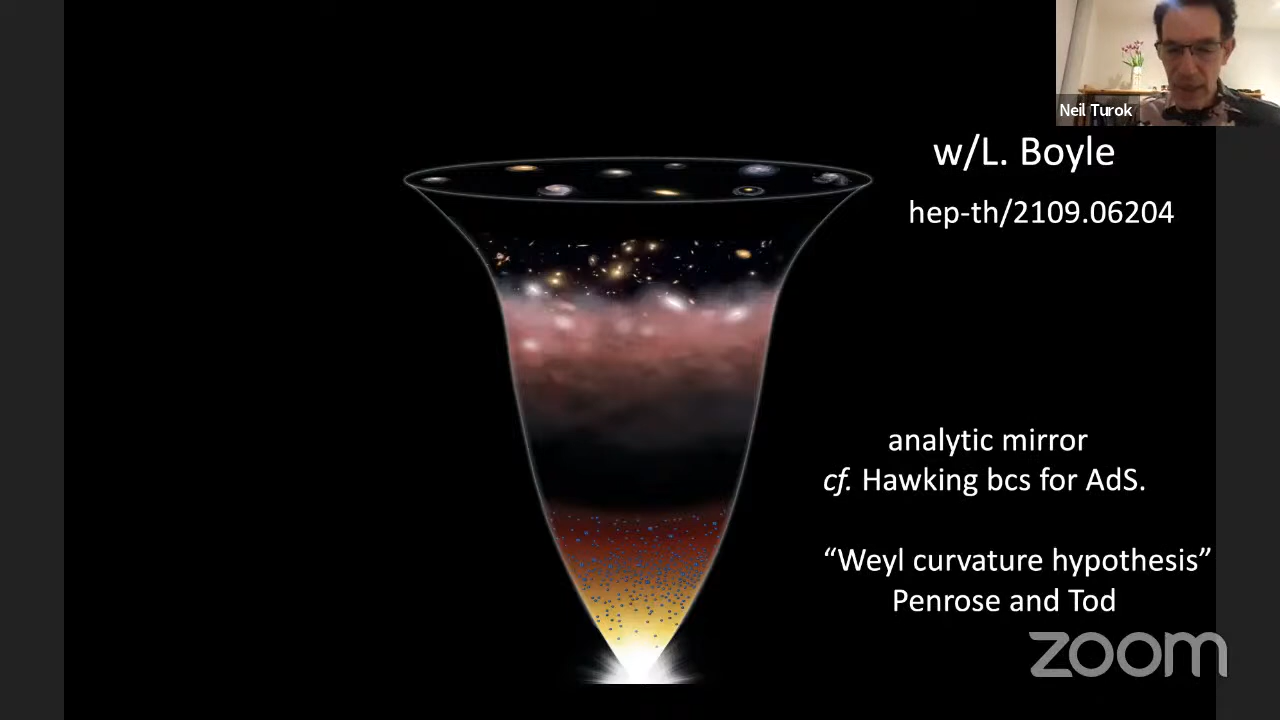 Neil Turok
w/L. Boyle
hep-th/2109.06204
analytic mirror
cf. Hawking bcs for AdS.
“Weyl curvature hypothesis”
Penrose and Tod
zoom